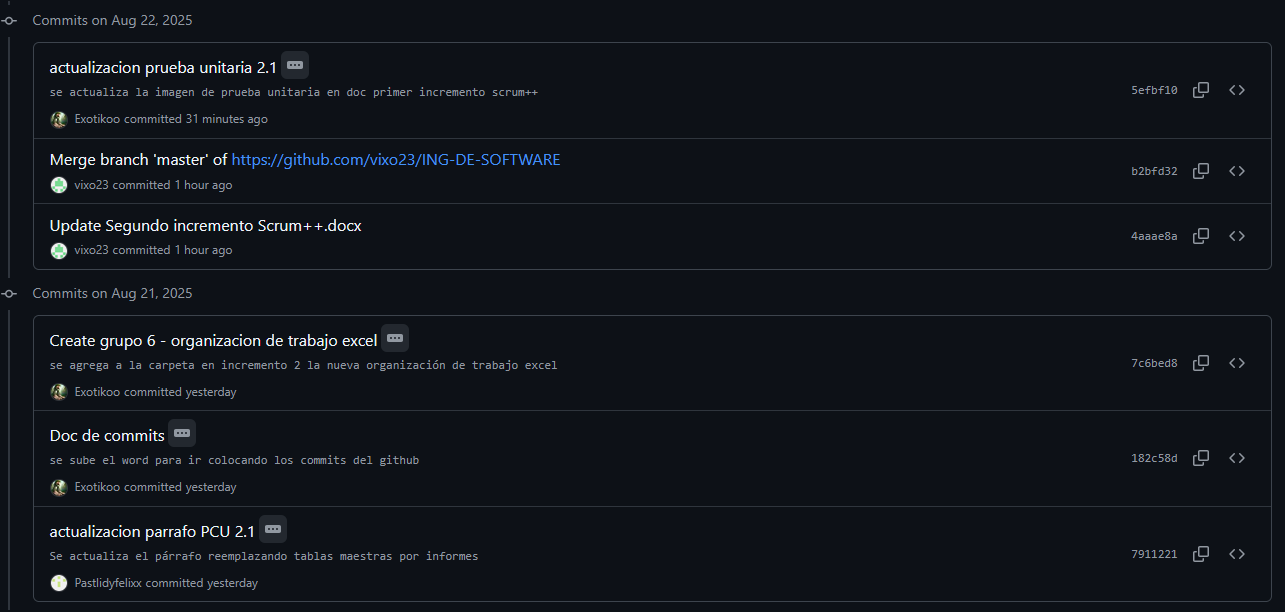 Commits on Aug 22, 2025
actualizacion prueba unitaria 2.1
se actualiza la imagen de prueba unitaria en doc primer incremento scrum++
Exotikoo committed 31 minutes ago
5efbf10
Merge branch 'master' of https://github.com/vixo23/ING-DE-SOFTWARE
vixo23 committed 1 hour ago
b2bfd32
Update Segundo incremento Scrum++.docx
vixo23 committed 1 hour ago
4aaae8a
Commits on Aug 21, 2025
Create grupo 6 - organizacion de trabajo excel
se agrega a la carpeta en incremento 2 la nueva organización de trabajo excel
Exotikoo committed yesterday
7c6bed8
Doc de commits
se sube el word para ir colocando los commits del github
Exotikoo committed yesterday
182c58d
actualizacion parrafo PCU 2.1
Se actualiza el párrafo reemplazando tablas maestras por informes
Pastlidyfelixx committed yesterday
7911221